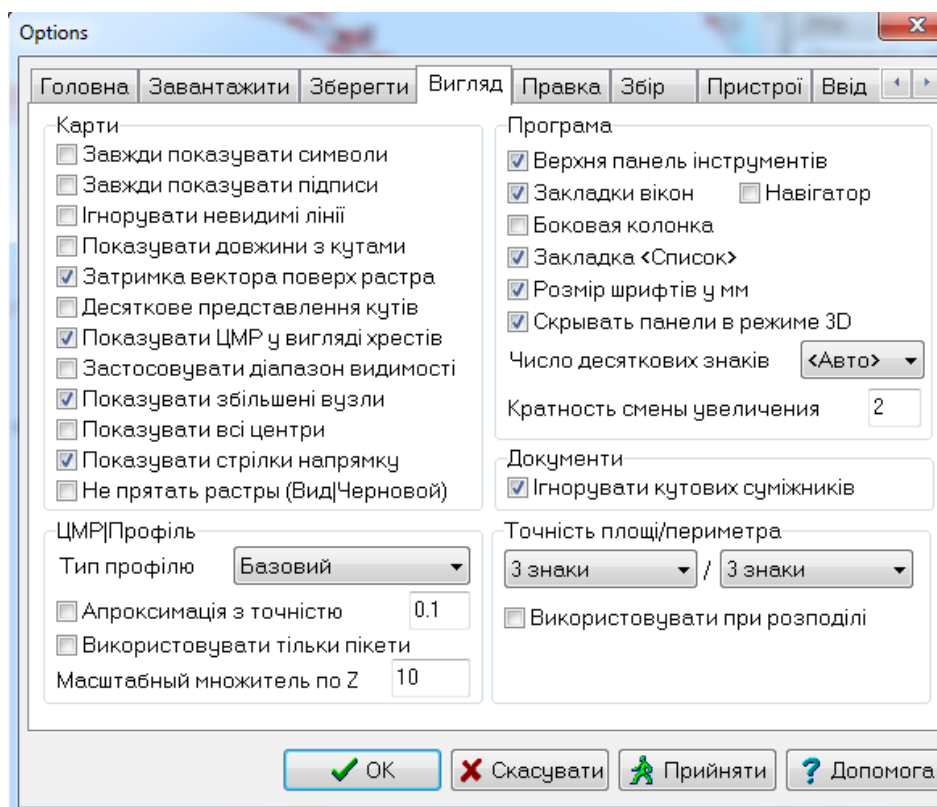 Options
Головна Завантажити Зберегти Вигляд Правка Збір Пристрої Ввід
Карти
Завжди показувати символи
Завжди показувати підписи
Ігнорувати невидимі лінії
Показувати довжини з кутами
Затримка вектора поверх растра
Десяткове представлення кутів
Показувати ЦМР у вигляді хрестів
Застосовувати діапазон видимості
Показувати збільшені вузли
Показувати всі центри
Показувати стрілки напрямку
Не прятать растры (Вид|Черновой)
Програма
Верхня панель інструментів
Закладки вікон Навігатор
Боковая колонка
Закладка <Список>
Розмір шрифтів у мм
Скрывать панели в режиме 3D
Число десяткових знаків <Авто>
Кратность смены увеличения 2
Документи
Ігнорувати кутових суміжників
ЦМР|Профіль
Тип профілю Базовий
Апроксимація з точністю 0.1
Використовувати тільки пікети
Масштабный множитель по Z 10
Точність площі/периметра
3 знаки / 3 знаки
Використовувати при розподілі
OK Скасувати Прийняти Допомога